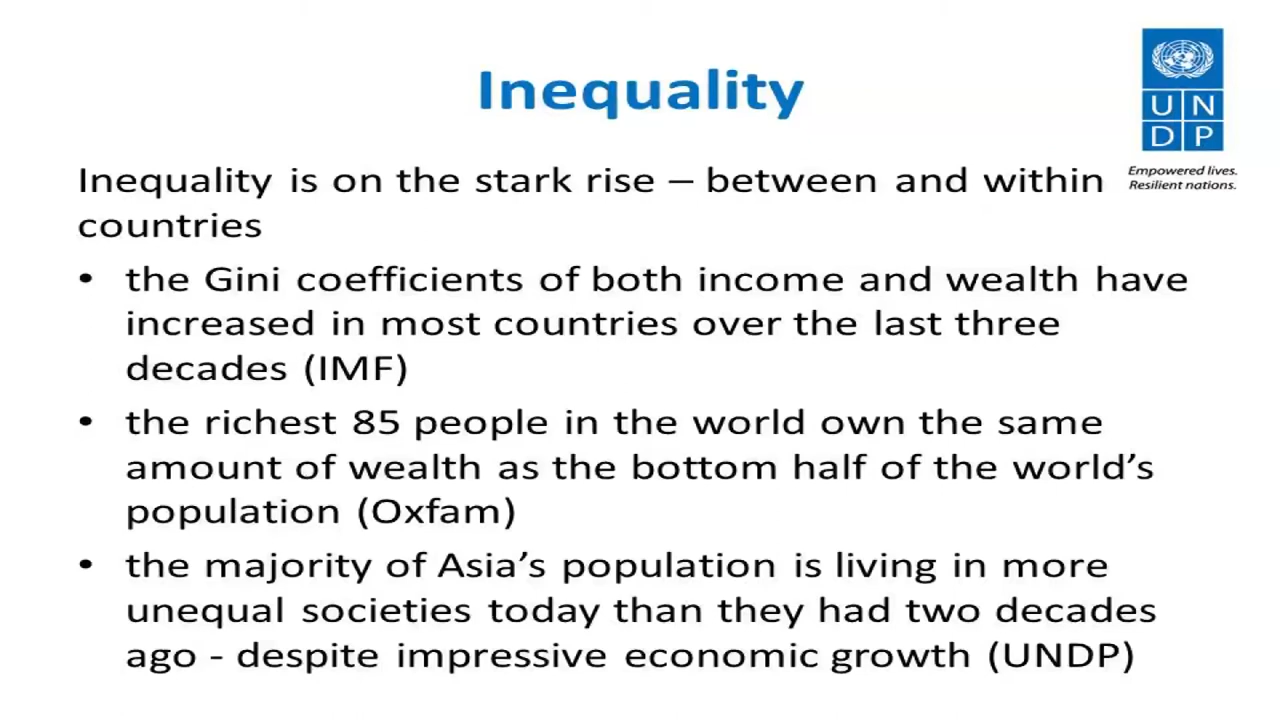 Inequality
U N
D P
Empowered lives.
Resilient nations.
Inequality is on the stark rise – between and within
countries
• the Gini coefficients of both income and wealth have
increased in most countries over the last three
decades (IMF)
• the richest 85 people in the world own the same
amount of wealth as the bottom half of the world’s
population (Oxfam)
• the majority of Asia’s population is living in more
unequal societies today than they had two decades
ago - despite impressive economic growth (UNDP)